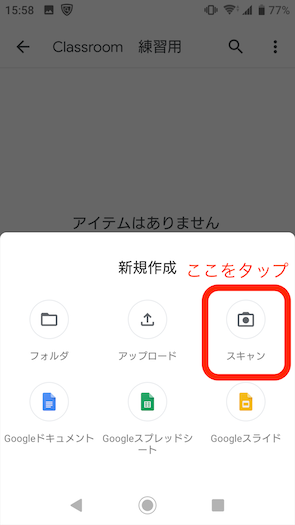 15:58
77%
Classroom 練習用
アイテムはありません
新規作成
ここをタップ
フォルダ
アップロード
スキャン
Googleドキュメント
Googleスプレッドシ
ート
Googleスライド